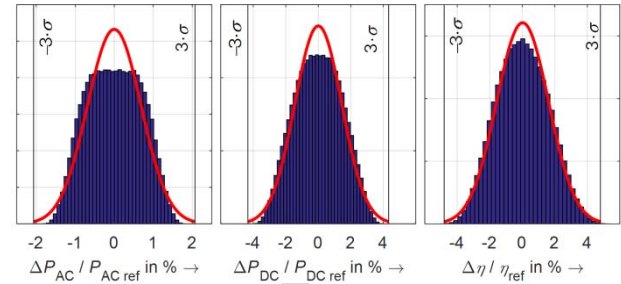 −3·σ
3·σ
-2 -1 0 1 2
ΔP_AC / P_AC ref in % →
−3·σ
3·σ
-4 -2 0 2 4
ΔP_DC / P_DC ref in % →
−3·σ
3·σ
-4 -2 0 2 4
Δη / η_ref in % →